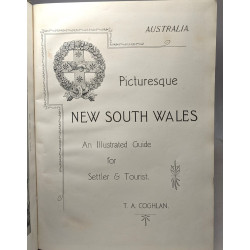 AUSTRALIA.
Picturesque
NEW SOUTH WALES
An Illustrated Guide
for
Settler & Tourist.
T. A. COGHLAN.